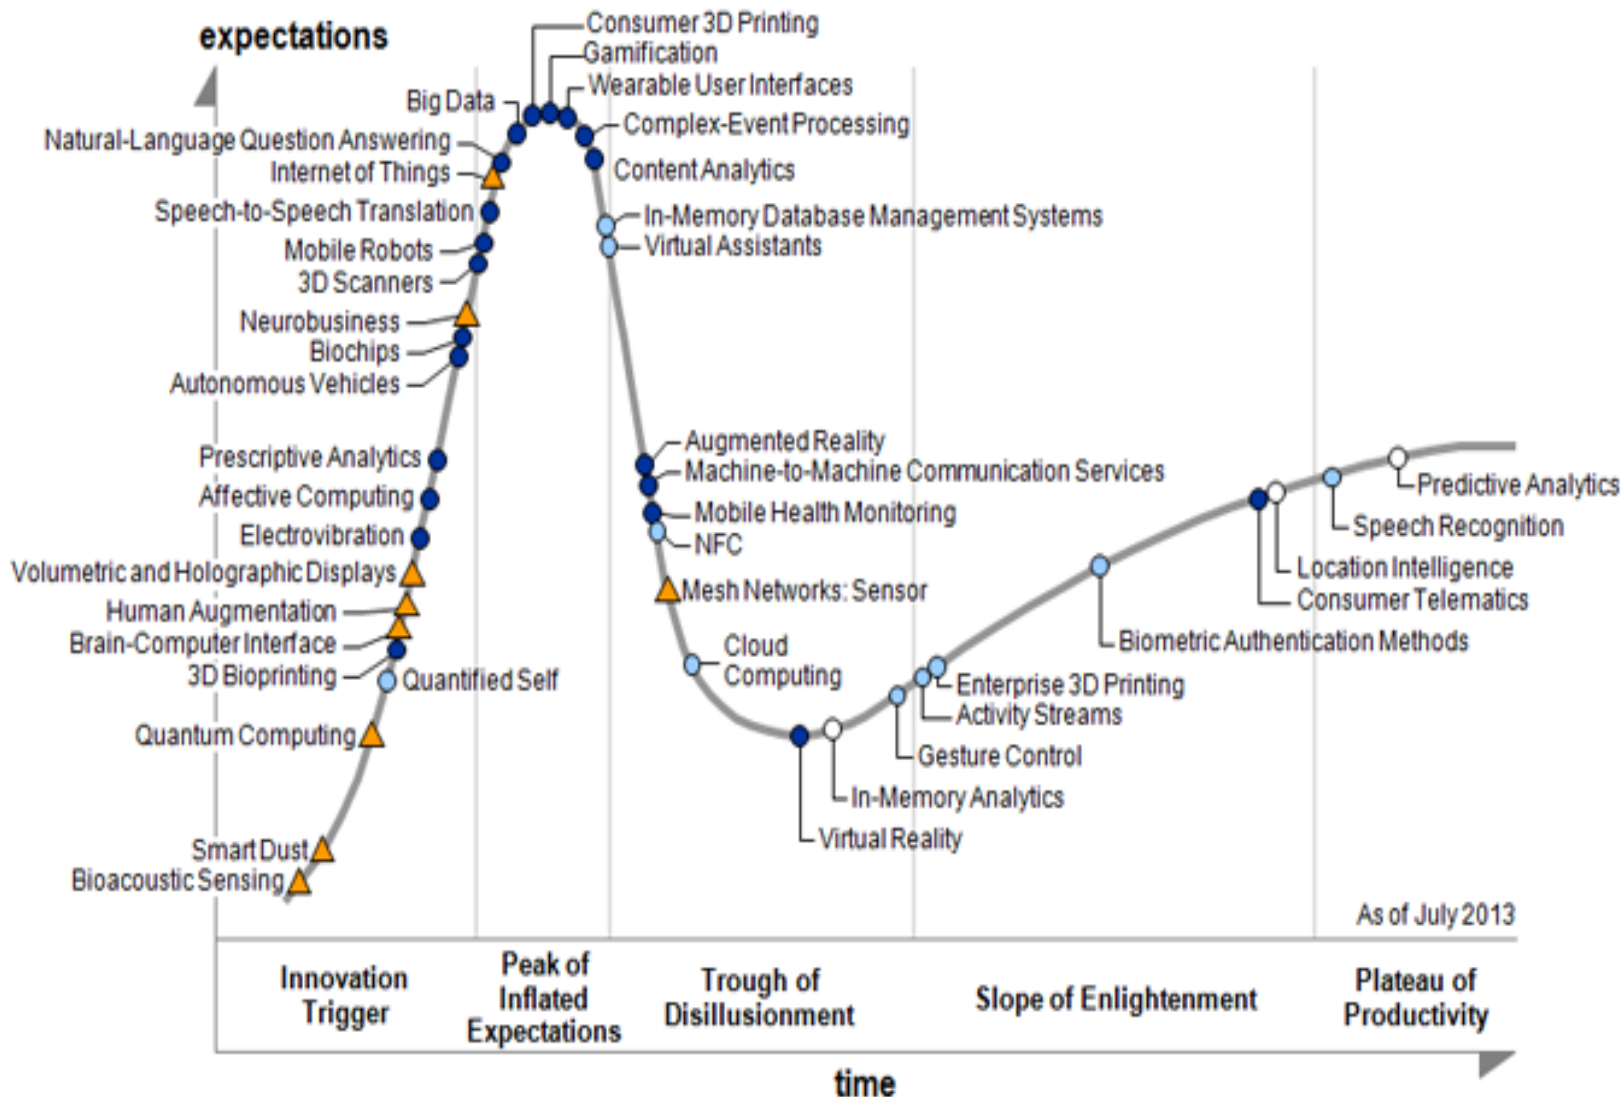 expectations
Consumer 3D Printing
Gamification
Wearable User Interfaces
Big Data
Complex-Event Processing
Natural-Language Question Answering
Internet of Things
Content Analytics
Speech-to-Speech Translation
In-Memory Database Management Systems
Mobile Robots
Virtual Assistants
3D Scanners
Neurobusiness
Biochips
Autonomous Vehicles
Augmented Reality
Prescriptive Analytics
Machine-to-Machine Communication Services
Predictive Analytics
Affective Computing
Mobile Health Monitoring
Speech Recognition
Electrovibration
NFC
Volumetric and Holographic Displays
Location Intelligence
Mesh Networks: Sensor
Consumer Telematics
Human Augmentation
Brain-Computer Interface
Biometric Authentication Methods
Cloud
Computing
3D Bioprinting
Quantified Self
Enterprise 3D Printing
Activity Streams
Quantum Computing
Gesture Control
In-Memory Analytics
Virtual Reality
Smart Dust
Bioacoustic Sensing
As of July 2013
Innovation
Trigger
Peak of
Inflated
Expectations
Trough of
Disillusionment
Slope of Enlightenment
Plateau of
Productivity
time